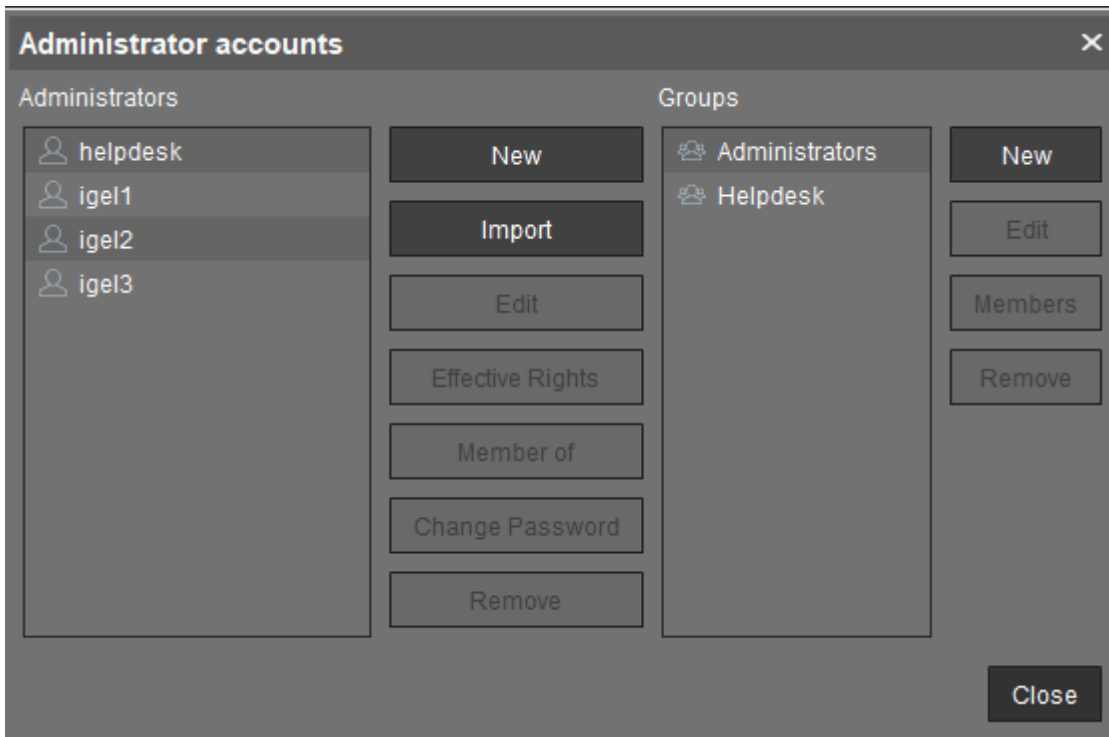 Administrator accounts
Administrators
helpdesk
igel1
igel2
igel3
New
Import
Edit
Effective Rights
Member of
Change Password
Remove
Groups
Administrators
Helpdesk
New
Edit
Members
Remove
Close